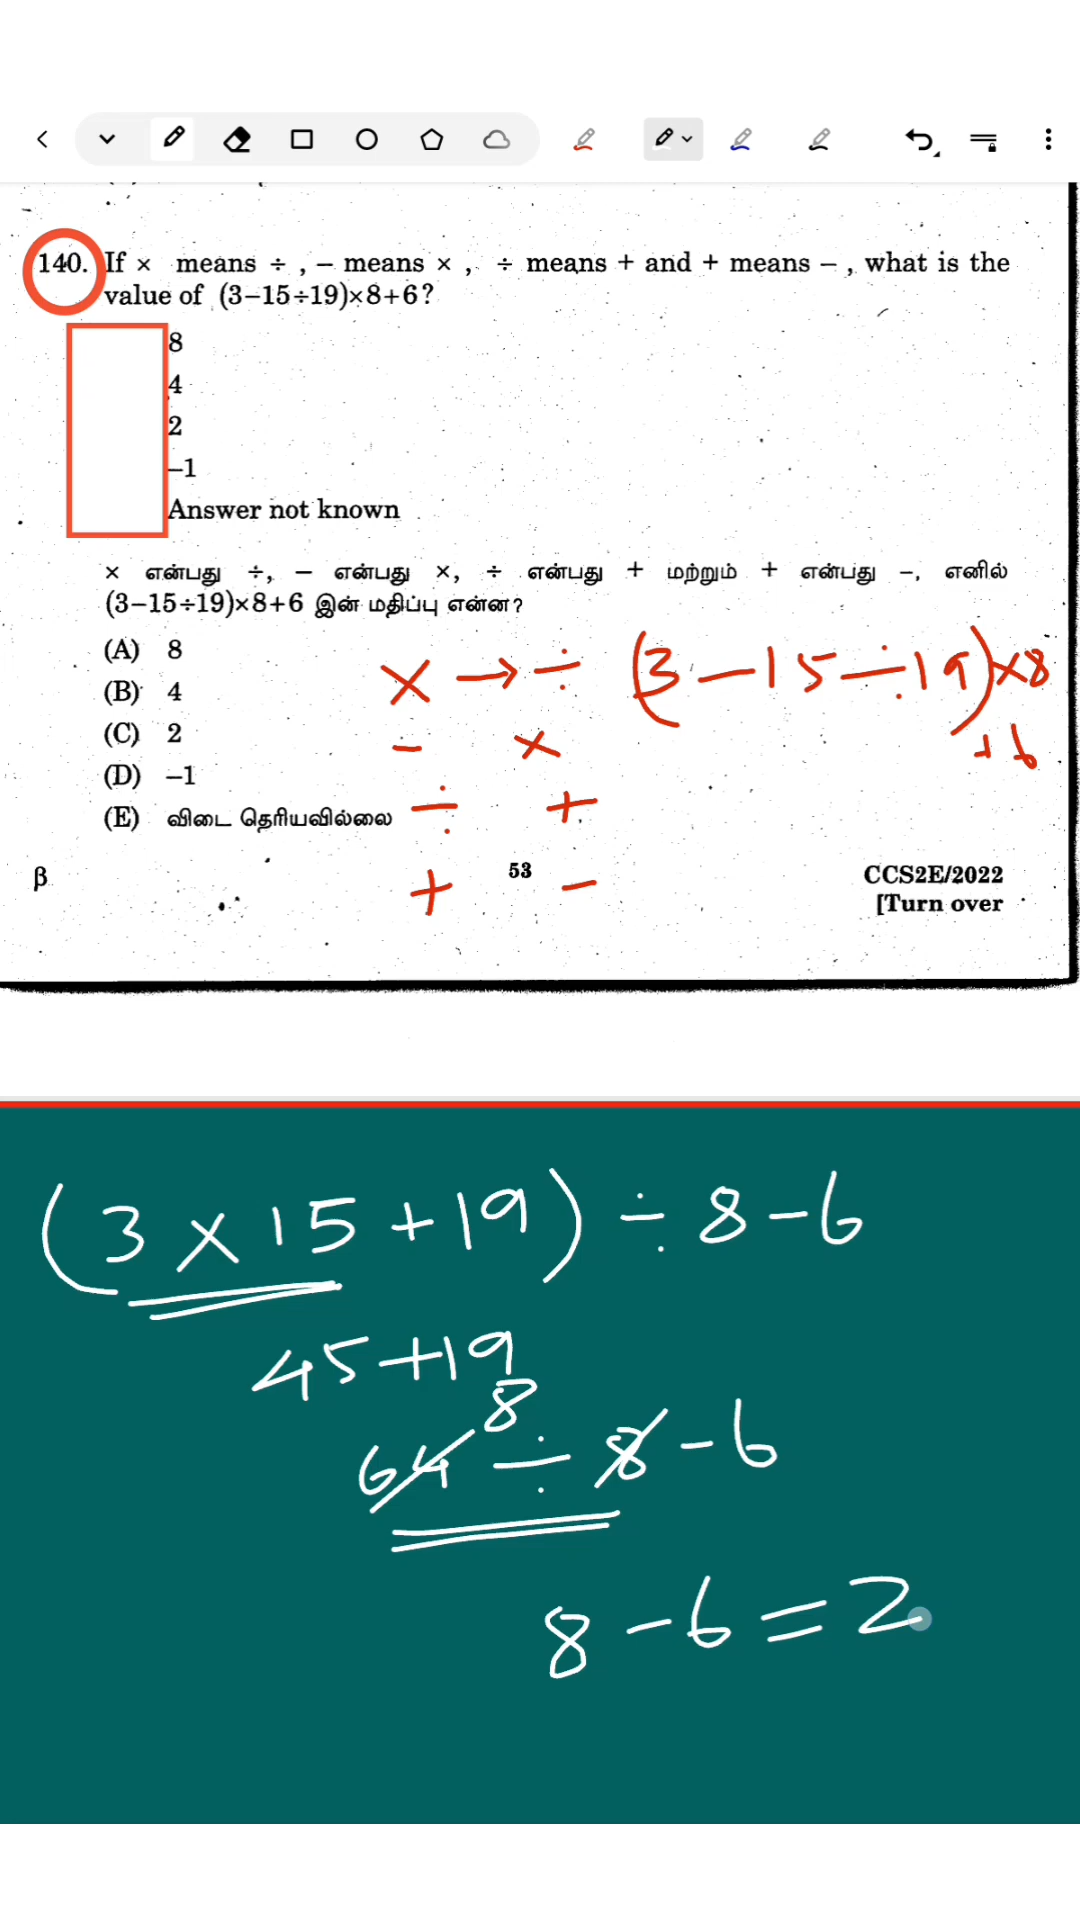 140. If × means ÷ , – means × , ÷ means + and + means – , what is the
value of (3–15÷19)×8+6?
8
4
2
–1
Answer not known
× என்பது ÷, – என்பது ×, ÷ என்பது + மற்றும் + என்பது –, எனில்
(3–15÷19)×8+6 இன் மதிப்பு என்ன?
(A) 8
(B) 4
(C) 2
(D) –1
(E) விடை தெரியவில்லை
× → ÷
– ×
÷ +
+ –
(3–15÷19)×8
+6
β 53 CCS2E/2022
[Turn over
(3×15+19)÷8–6
45+19
8
64÷8–6
8–6=2